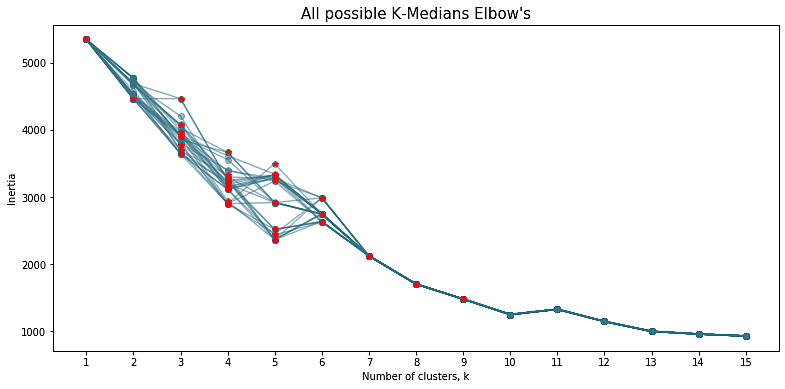 All possible K-Medians Elbow's
5000
4000
3000
2000
1000
Inertia
1 2 3 4 5 6 7 8 9 10 11 12 13 14 15
Number of clusters, k